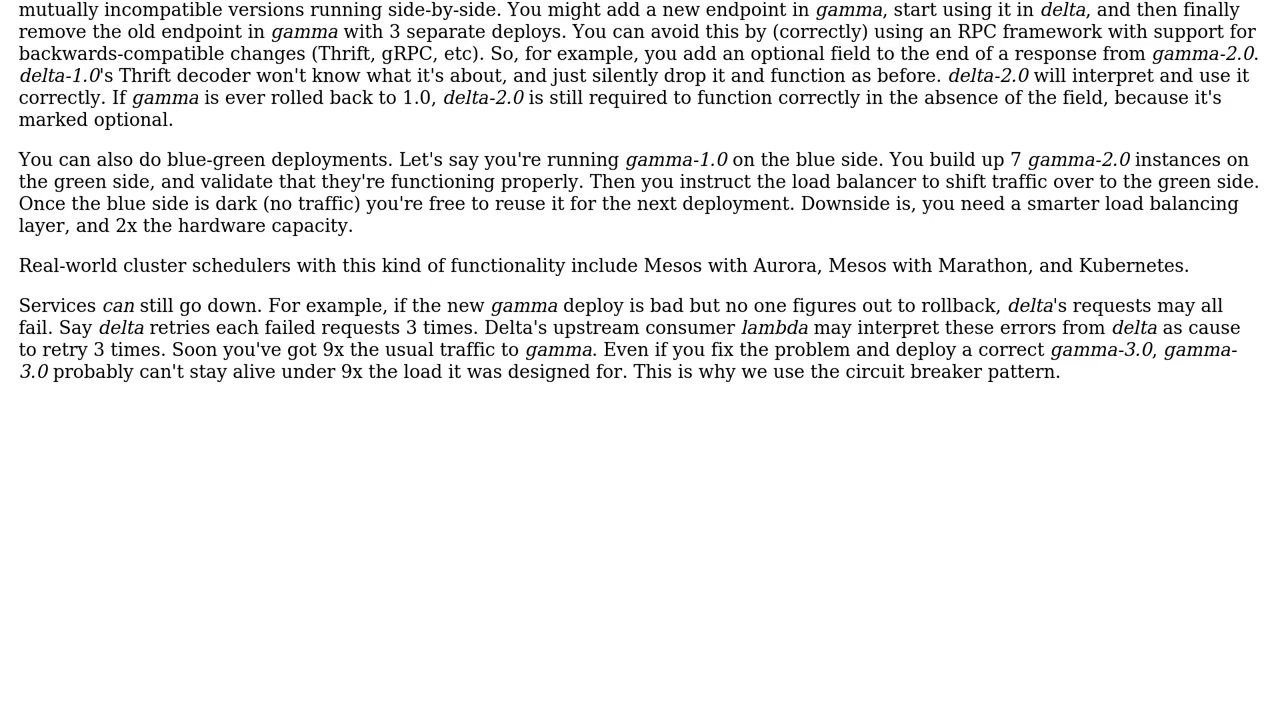 mutually incompatible versions running side-by-side. You might add a new endpoint in gamma, start using it in delta, and then finally
remove the old endpoint in gamma with 3 separate deploys. You can avoid this by (correctly) using an RPC framework with support for
backwards-compatible changes (Thrift, gRPC, etc). So, for example, you add an optional field to the end of a response from gamma-2.0.
delta-1.0's Thrift decoder won't know what it's about, and just silently drop it and function as before. delta-2.0 will interpret and use it
correctly. If gamma is ever rolled back to 1.0, delta-2.0 is still required to function correctly in the absence of the field, because it's
marked optional.
You can also do blue-green deployments. Let's say you're running gamma-1.0 on the blue side. You build up 7 gamma-2.0 instances on
the green side, and validate that they're functioning properly. Then you instruct the load balancer to shift traffic over to the green side.
Once the blue side is dark (no traffic) you're free to reuse it for the next deployment. Downside is, you need a smarter load balancing
layer, and 2x the hardware capacity.
Real-world cluster schedulers with this kind of functionality include Mesos with Aurora, Mesos with Marathon, and Kubernetes.
Services can still go down. For example, if the new gamma deploy is bad but no one figures out to rollback, delta's requests may all
fail. Say delta retries each failed requests 3 times. Delta's upstream consumer lambda may interpret these errors from delta as cause
to retry 3 times. Soon you've got 9x the usual traffic to gamma. Even if you fix the problem and deploy a correct gamma-3.0, gamma-
3.0 probably can't stay alive under 9x the load it was designed for. This is why we use the circuit breaker pattern.